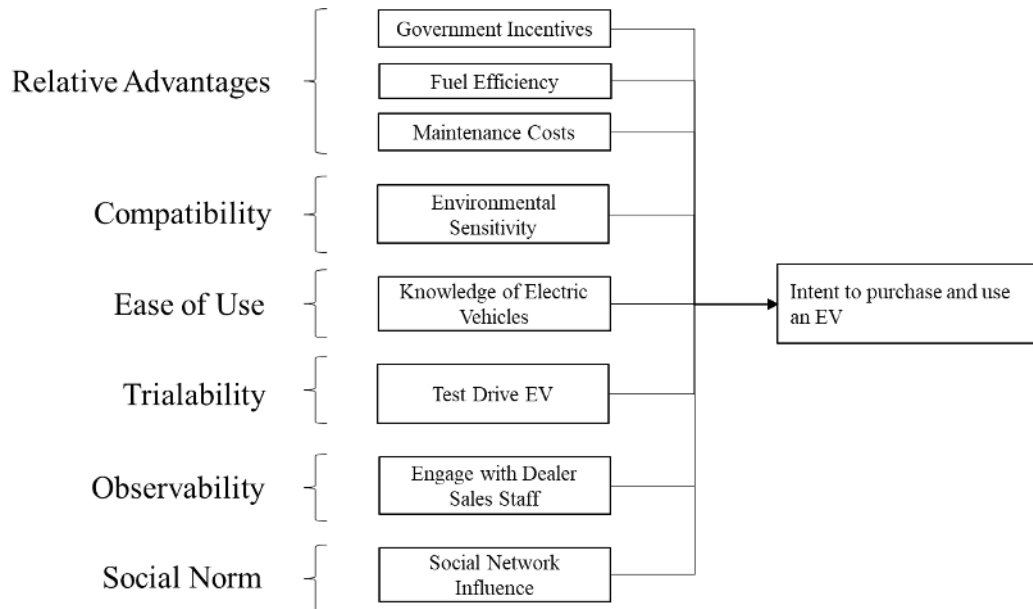 Relative Advantages
Government Incentives
Fuel Efficiency
Maintenance Costs
Compatibility
Environmental
Sensitivity
Ease of Use
Knowledge of Electric
Vehicles
Trialability
Test Drive EV
Observability
Engage with Dealer
Sales Staff
Social Norm
Social Network
Influence
Intent to purchase and use
an EV